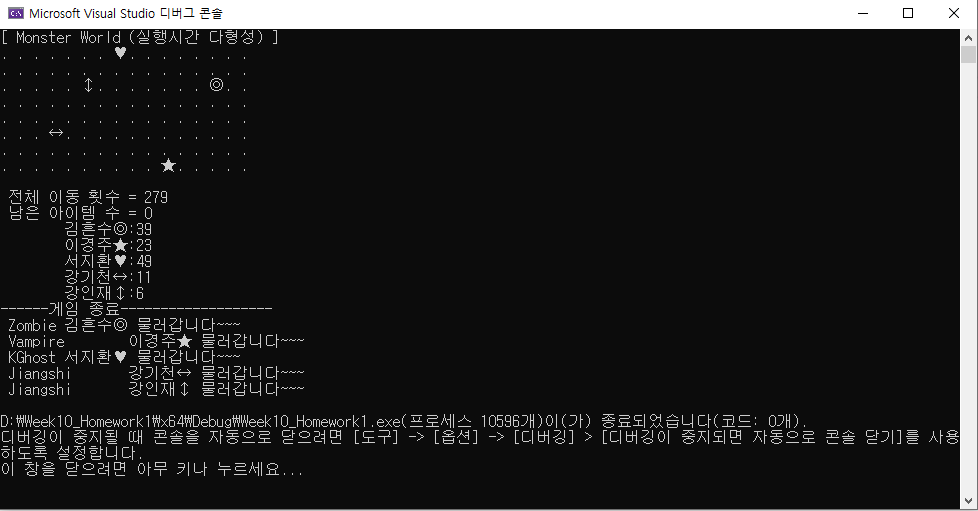 Microsoft Visual Studio 디버그 콘솔
[ Monster World (실행시간 다형성) ]
. . . . . . . ♥. . . . . . . .
. . . . . . . . . . . . . . . .
. . . . . ↕. . . . . . . ◎. .
. . . . . . . . . . . . . . . .
. . . . . . . . . . . . . . . .
. . . ↔. . . . . . . . . . . .
. . . . . . . . . . . . . . . .
. . . . . . . . . . ★. . . . .
전체 이동 횟수 = 279
남은 아이템 수 = 0
김흔수◎:39
이경주★:23
서지환♥:49
강기천↔:11
강인재↕:6
------게임 종료-------------------
Zombie 김흔수◎ 물러갑니다~~~
Vampire 이경주★ 물러갑니다~~~
KGhost 서지환♥ 물러갑니다~~~
Jiangshi 강기천↔ 물러갑니다~~~
Jiangshi 강인재↕ 물러갑니다~~~
D:₩Week10_Homework1₩x64₩Debug₩Week10_Homework1.exe(프로세스 10596개)이(가) 종료되었습니다(코드: 0개).
디버깅이 중지될 때 콘솔을 자동으로 닫으려면 [도구] -> [옵션] -> [디버깅] > [디버깅이 중지되면 자동으로 콘솔 닫기]를 사용
하도록 설정합니다.
이 창을 닫으려면 아무 키나 누르세요...